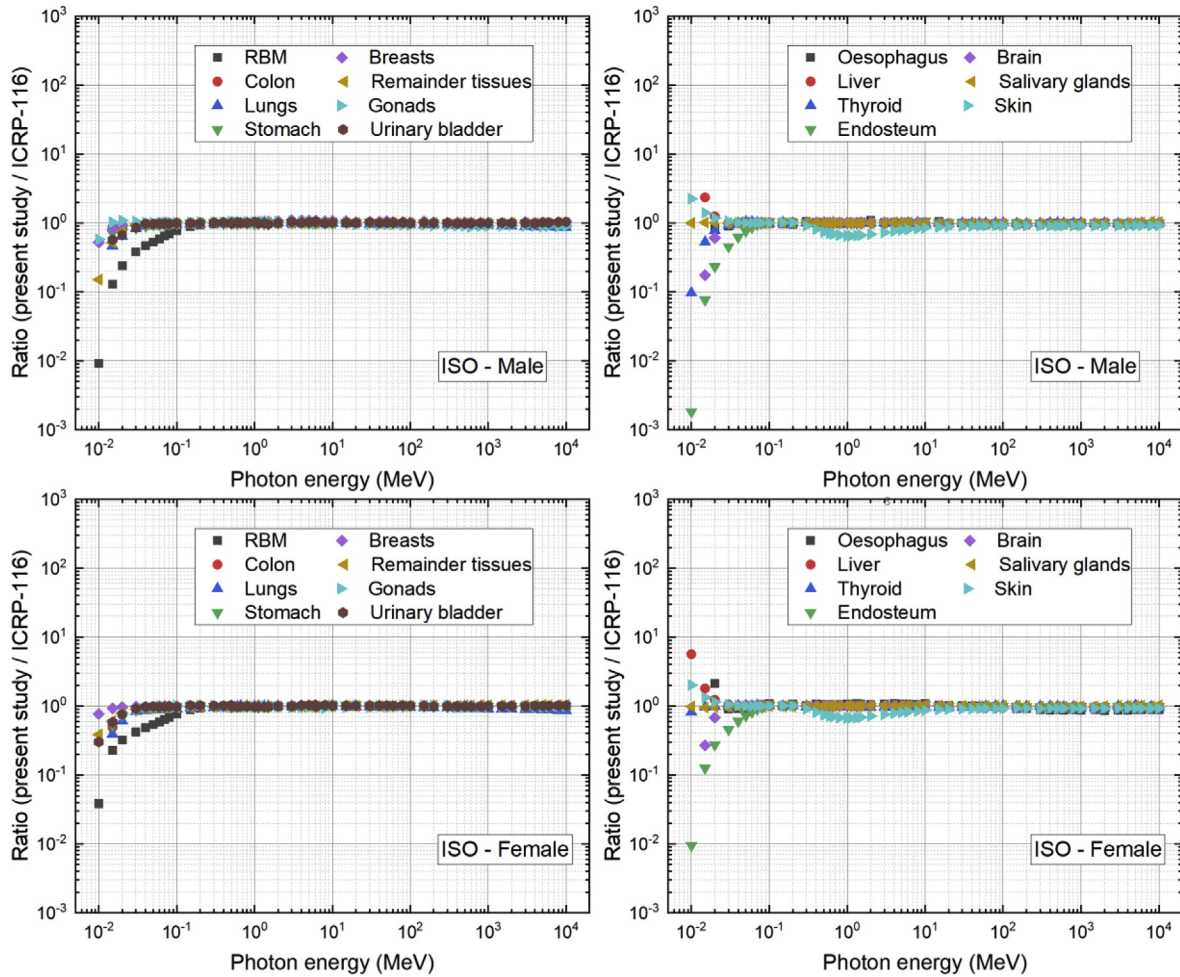 Ratio (present study / ICRP-116)
10³
10²
10¹
10⁰
10⁻¹
10⁻²
10⁻³
RBM
Colon
Lungs
Stomach
Breasts
Remainder tissues
Gonads
Urinary bladder
ISO - Male
10⁻² 10⁻¹ 10⁰ 10¹ 10² 10³ 10⁴
Photon energy (MeV)
Ratio (present study / ICRP-116)
10³
10²
10¹
10⁰
10⁻¹
10⁻²
10⁻³
Oesophagus
Liver
Thyroid
Endosteum
Brain
Salivary glands
Skin
ISO - Male
10⁻² 10⁻¹ 10⁰ 10¹ 10² 10³ 10⁴
Photon energy (MeV)
Ratio (present study / ICRP-116)
10³
10²
10¹
10⁰
10⁻¹
10⁻²
10⁻³
RBM
Colon
Lungs
Stomach
Breasts
Remainder tissues
Gonads
Urinary bladder
ISO - Female
10⁻² 10⁻¹ 10⁰ 10¹ 10² 10³ 10⁴
Photon energy (MeV)
Ratio (present study / ICRP-116)
10³
10²
10¹
10⁰
10⁻¹
10⁻²
10⁻³
Oesophagus
Liver
Thyroid
Endosteum
Brain
Salivary glands
Skin
ISO - Female
10⁻² 10⁻¹ 10⁰ 10¹ 10² 10³ 10⁴
Photon energy (MeV)